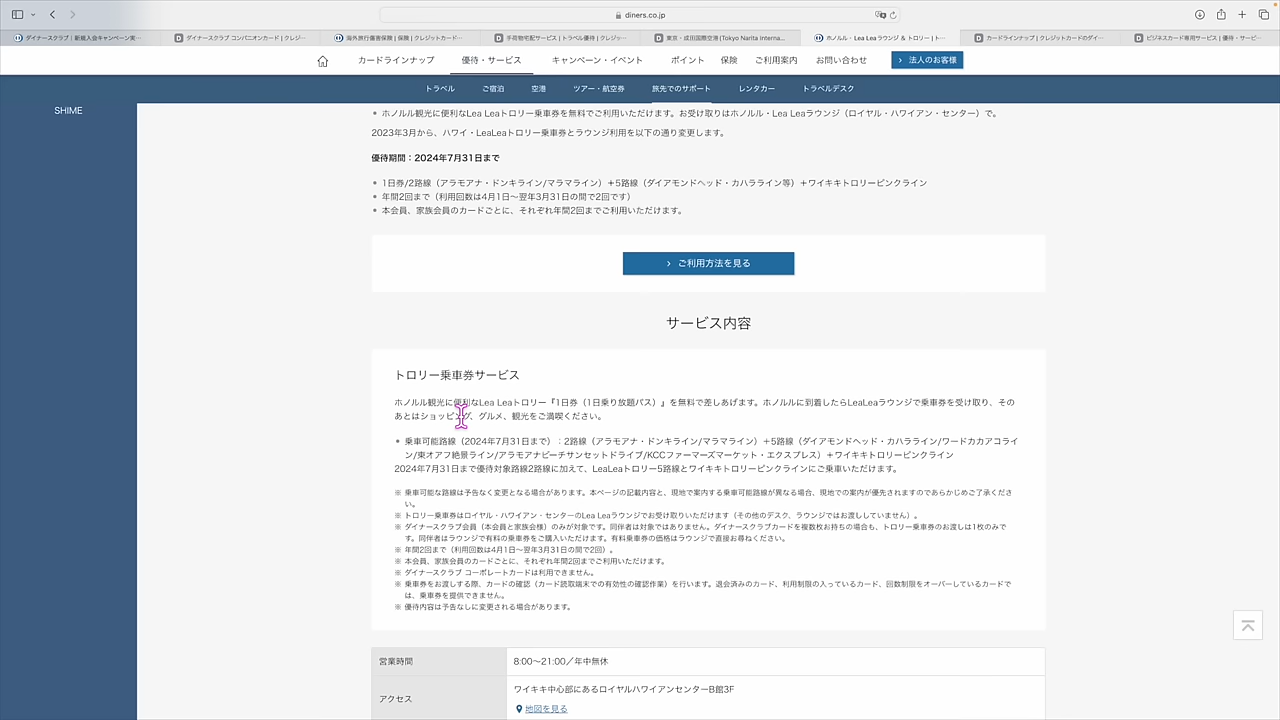 diners.co.jp
ダイナースクラブ｜新規入会キャンペーン実…
ダイナースクラブ コンパニオンカード | クレジ…
海外旅行傷害保険 | 保険 | クレジットカード…
手荷物宅配サービス | トラベル優待 | クレジッ…
東京・成田国際空港 (Tokyo Narita Interna…
ホノルル・ Lea Lea ラウンジ ＆ トロリー | ト…
カードラインナップ | クレジットカードのダイ…
ビジネスカード専用サービス | 優待・サービ…
カードラインナップ
優待・サービス
キャンペーン・イベント
ポイント
保険
ご利用案内
お問い合わせ
法人のお客様
トラベル
ご宿泊
空港
ツアー・航空券
旅先でのサポート
レンタカー
トラベルデスク
SHIME
ホノルル観光に便利なLea Leaトロリー乗車券を無料でご利用いただけます。お受け取りはホノルル・Lea Leaラウンジ（ロイヤル・ハワイアン・センター）で。
2023年3月から、ハワイ・LeaLeaトロリー乗車券とラウンジ利用を以下の通り変更します。
優待期間：2024年7月31日まで
1日券/2路線（アラモアナ・ドンキライン/マラマライン）＋5路線（ダイアモンドヘッド・カハラライン等）＋ワイキキトロリーピンクライン
年間2回まで（利用回数は4月1日～翌年3月31日の間で2回です）
本会員、家族会員のカードごとに、それぞれ年間2回までご利用いただけます。
ご利用方法を見る
サービス内容
トロリー乗車券サービス
ホノルル観光に便利なLea Leaトロリー『1日券（1日乗り放題パス）』を無料で差しあげます。ホノルルに到着したらLeaLeaラウンジで乗車券を受け取り、その
あとはショッピング、グルメ、観光をご満喫ください。
乗車可能路線（2024年7月31日まで）：2路線（アラモアナ・ドンキライン/マラマライン）＋5路線（ダイアモンドヘッド・カハラライン/ワードカカアコライ
ン/東オアフ絶景ライン/アラモアナビーチサンセットドライブ/KCCファーマーズマーケット・エクスプレス）＋ワイキキトロリーピンクライン
2024年7月31日まで優待対象路線2路線に加えて、LeaLeaトロリー5路線とワイキキトロリーピンクラインにご乗車いただけます。
※ 乗車可能な路線は予告なく変更となる場合があります。本ページの記載内容と、現地で案内する乗車可能路線が異なる場合、現地での案内が優先されますのであらかじめご了承くださ
い。
※ トロリー乗車券はロイヤル・ハワイアン・センターのLea Leaラウンジでお受け取りいただけます（その他のデスク、ラウンジではお渡ししていません）。
※ ダイナースクラブ会員（本会員と家族会様）のみが対象です。同伴者は対象ではありません。ダイナースクラブカードを複数枚お持ちの場合も、トロリー乗車券のお渡しは1枚のみで
す。同伴者はラウンジで有料の乗車券をご購入いただけます。有料乗車券の価格はラウンジで直接お尋ねください。
※ 年間2回まで（利用回数は4月1日～翌年3月31日の間で2回）。
※ 本会員、家族会員のカードごとに、それぞれ年間2回までご利用いただけます。
※ ダイナースクラブ コーポレートカードは利用できません。
※ 乗車券をお渡しする際、カードの確認（カード読取端末での有効性の確認作業）を行います。退会済みのカード、利用制限の入っているカード、回数制限をオーバーしているカードで
は、乗車券を提供できません。
※ 優待内容は予告なしに変更される場合があります。
営業時間
8:00～21:00／年中無休
アクセス
ワイキキ中心部にあるロイヤルハワイアンセンターB館3F
地図を見る